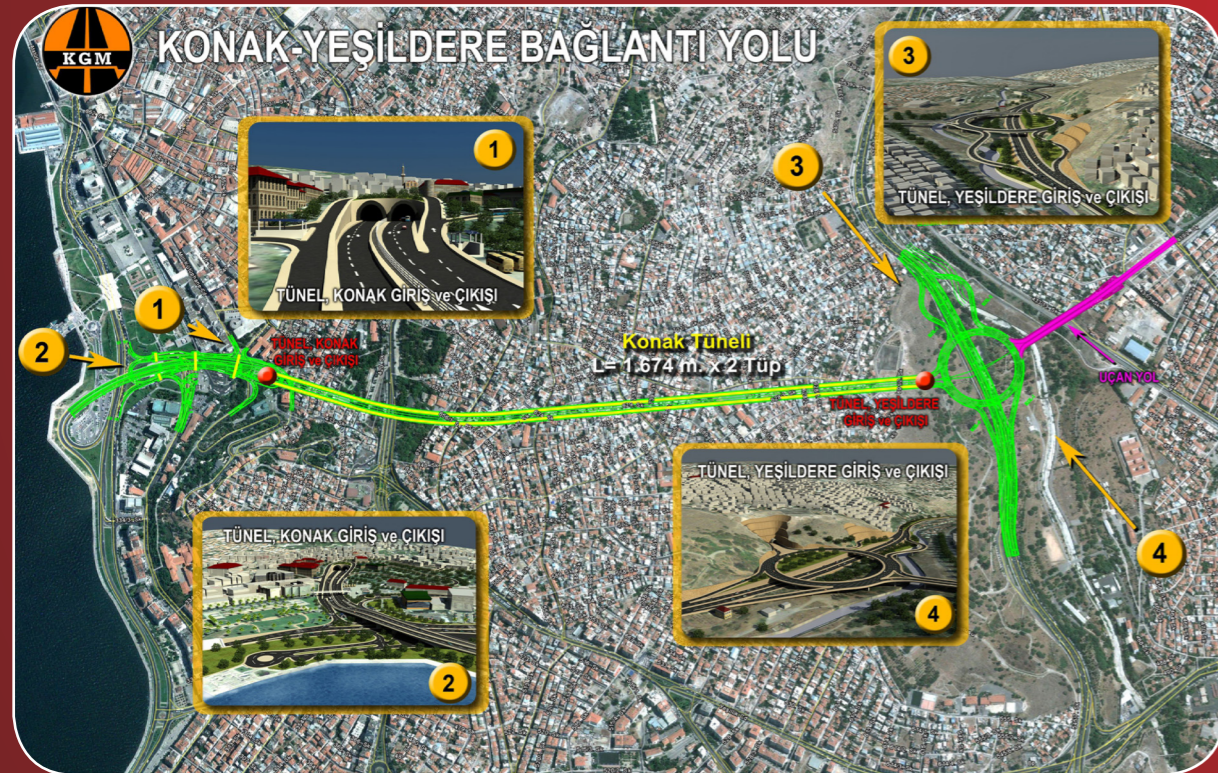 KGM
KONAK-YEŞİLDERE BAĞLANTI YOLU
3
TÜNEL, YEŞİLDERE GİRİŞ ve ÇIKIŞI
1
TÜNEL, KONAK GİRİŞ ve ÇIKIŞI
3
1
2
TÜNEL, KONAK
GİRİŞ ve ÇIKIŞI
Konak Tüneli
L= 1.674 m. x 2 Tüp
UÇAN YOL
TÜNEL, YEŞİLDERE
GİRİŞ ve ÇIKIŞI
TÜNEL, YEŞİLDERE GİRİŞ ve ÇIKIŞI
4
4
TÜNEL, KONAK GİRİŞ ve ÇIKIŞI
2